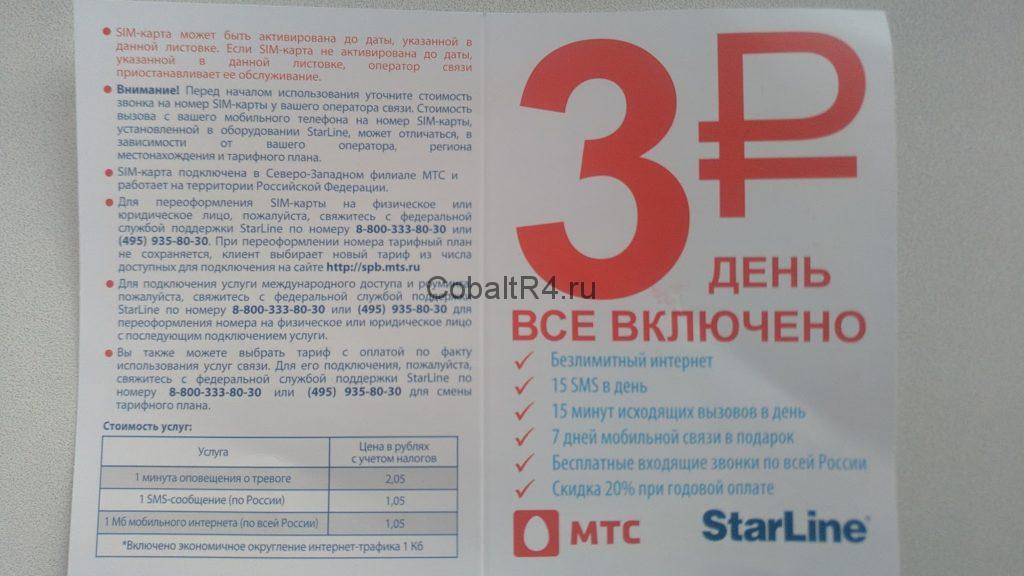 • SIM-карта может быть активирована до даты, указанной в
данной листовке. Если SIM-карта не активирована до даты,
указанной в данной листовке, оператор связи
приостанавливает ее обслуживание.
• Внимание! Перед началом использования уточните стоимость
звонка на номер SIM-карты у вашего оператора связи. Стоимость
вызова с вашего мобильного телефона на номер SIM-карты,
установленной в оборудовании StarLine, может отличаться, в
зависимости от вашего оператора, региона
местонахождения и тарифного плана.
• SIM-карта подключена в Северо-Западном филиале МТС и
работает на территории Российской Федерации.
• Для переоформления SIM-карты на физическое или
юридическое лицо, пожалуйста, свяжитесь с федеральной
службой поддержки StarLine по номеру 8-800-333-80-30 или
(495) 935-80-30. При переоформлении номера тарифный план
не сохраняется, клиент выбирает новый тариф из числа
доступных для подключения на сайте http://spb.mts.ru
• Для подключения услуги международного доступа и роуминга,
пожалуйста, свяжитесь с федеральной службой поддержки
StarLine по номеру 8-800-333-80-30 или (495) 935-80-30 для
переоформления номера на физическое или юридическое лицо
с последующим подключением услуги.
• Вы также можете выбрать тариф с оплатой по факту
использования услуг связи. Для его подключения, пожалуйста,
свяжитесь с федеральной службой поддержки StarLine по
номеру 8-800-333-80-30 или (495) 935-80-30 для смены
тарифного плана.
Стоимость услуг:
Услуга Цена в рублях
с учетом налогов
1 минута оповещения о тревоге 2,05
1 SMS-сообщение (по России) 1,05
1 Мб мобильного интернета (по всей России) 1,05
*Включено экономичное округление интернет-трафика 1 Кб
CobaltR4.ru
3 ₽
ДЕНЬ
ВСЕ ВКЛЮЧЕНО
✓ Безлимитный интернет
✓ 15 SMS в день
✓ 15 минут исходящих вызовов в день
✓ 7 дней мобильной связи в подарок
✓ Бесплатные входящие звонки по всей России
✓ Скидка 20% при годовой оплате
МТС StarLine®